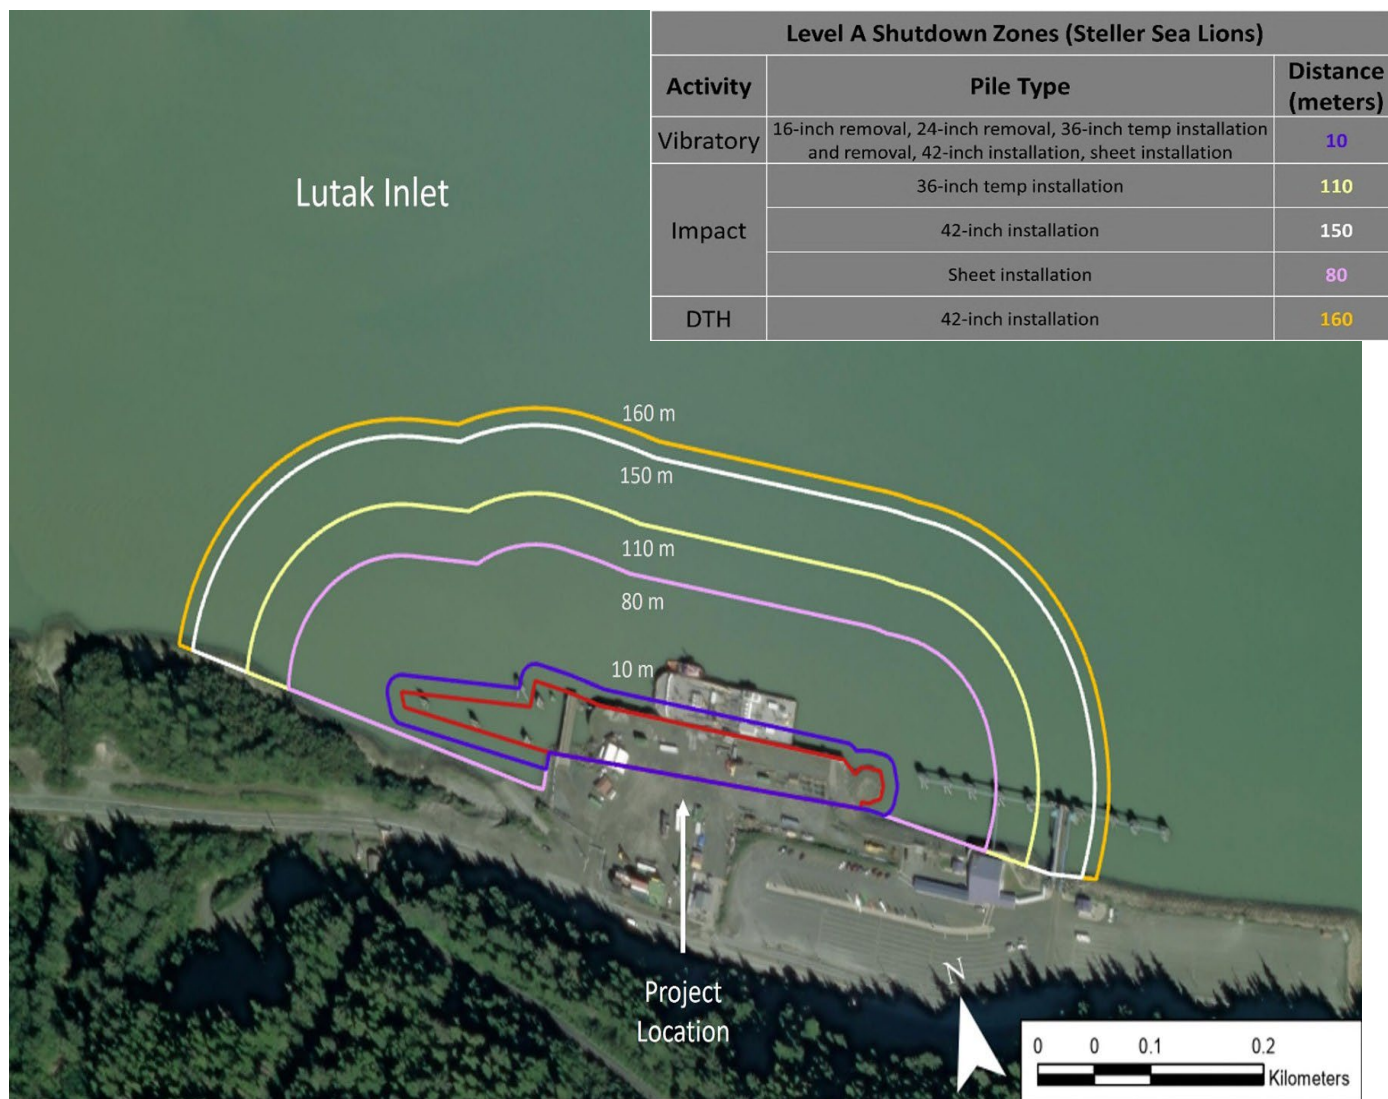 Level A Shutdown Zones (Steller Sea Lions)
Activity
Pile Type
Distance
(meters)
Vibratory
16-inch removal, 24-inch removal, 36-inch temp installation
and removal, 42-inch installation, sheet installation
10
Impact
36-inch temp installation
110
42-inch installation
150
Sheet installation
80
DTH
42-inch installation
160
Lutak Inlet
160 m
150 m
110 m
80 m
10 m
Project
Location
N
0 0 0.1 0.2
Kilometers